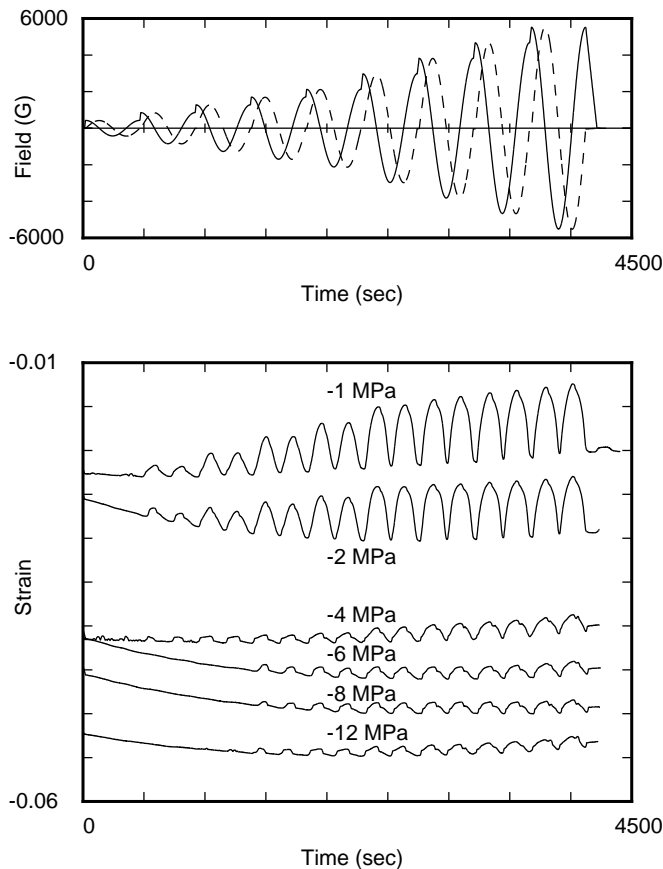 6000
Field (G)
-6000
0 4500
Time (sec)
-0.01
-1 MPa
-2 MPa
Strain
-4 MPa
-6 MPa
-8 MPa
-12 MPa
-0.06
0 4500
Time (sec)